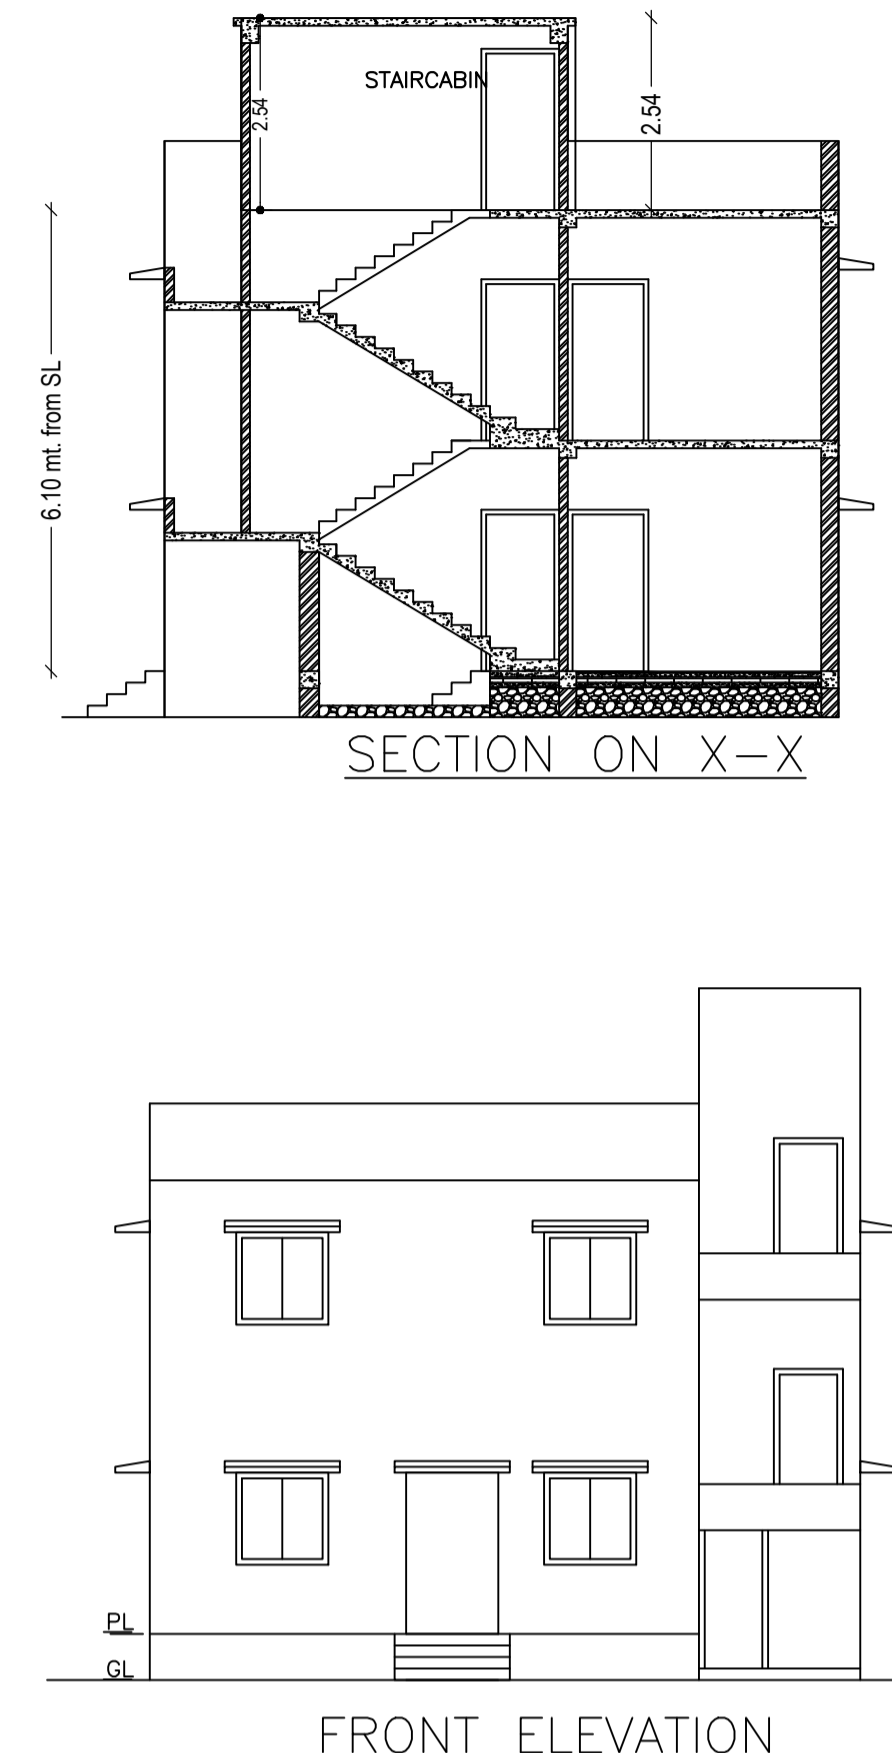 STAIRCABIN
2.54
2.54
6.10 mt. from SL
SECTION ON X-X
PL
GL
FRONT ELEVATION